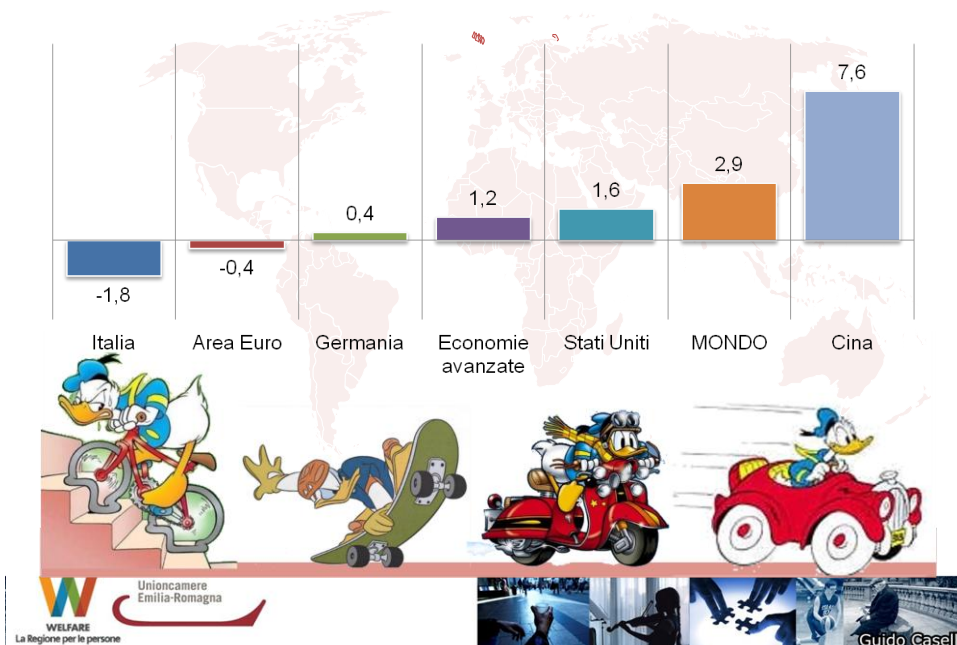 7,6
2,9
1,6
1,2
0,4
-0,4
-1,8
Italia
Area Euro
Germania
Economie
avanzate
Stati Uniti
MONDO
Cina
Unioncamere
Emilia-Romagna
WELFARE
La Regione per le persone
Guido Casell